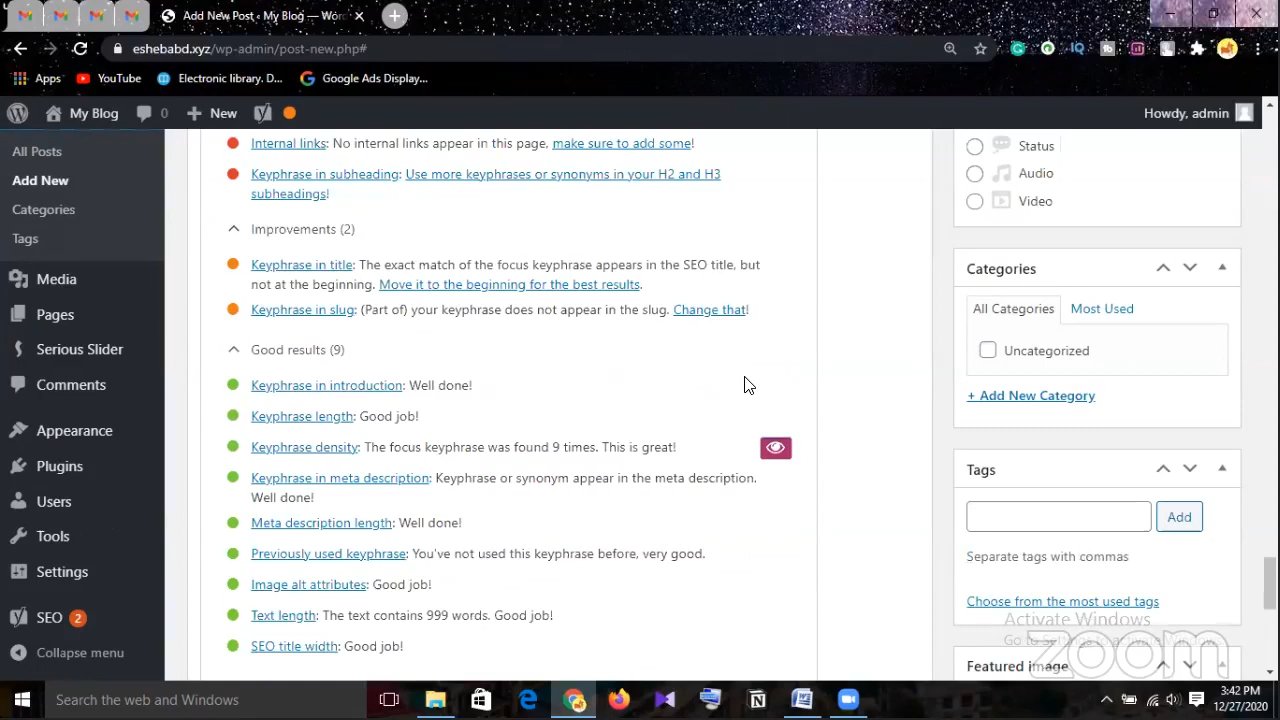 Add New Post ‹ My Blog — Wor
eshebabd.xyz/wp-admin/post-new.php#
Apps YouTube Electronic library. D... Google Ads Display...
My Blog 0 New Howdy, admin
All Posts
Add New
Categories
Tags
Media
Pages
Serious Slider
Comments
Appearance
Plugins
Users
Tools
Settings
SEO 2
Collapse menu
Internal links: No internal links appear in this page, make sure to add some!
Keyphrase in subheading: Use more keyphrases or synonyms in your H2 and H3
subheadings!
Improvements (2)
Keyphrase in title: The exact match of the focus keyphrase appears in the SEO title, but
not at the beginning. Move it to the beginning for the best results.
Keyphrase in slug: (Part of) your keyphrase does not appear in the slug. Change that!
Good results (9)
Keyphrase in introduction: Well done!
Keyphrase length: Good job!
Keyphrase density: The focus keyphrase was found 9 times. This is great!
Keyphrase in meta description: Keyphrase or synonym appear in the meta description.
Well done!
Meta description length: Well done!
Previously used keyphrase: You've not used this keyphrase before, very good.
Image alt attributes: Good job!
Text length: The text contains 999 words. Good job!
SEO title width: Good job!
Status
Audio
Video
Categories
All Categories Most Used
Uncategorized
+ Add New Category
Tags
Add
Separate tags with commas
Choose from the most used tags
Activate Windows
Go to Settings to activate Windows.
zoom
Featured image
Search the web and Windows
3:42 PM
12/27/2020